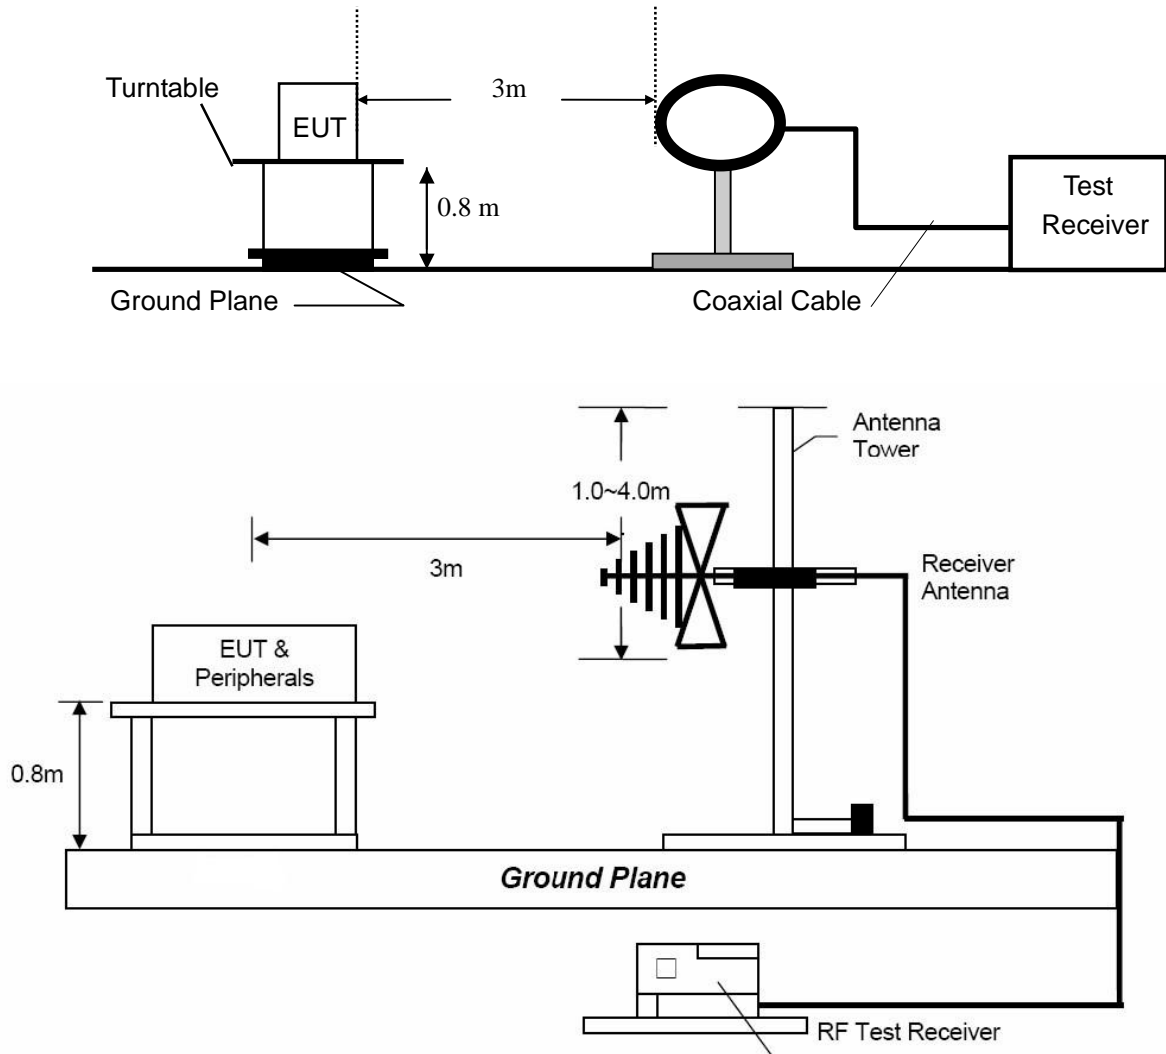 Turntable
3m
EUT
0.8 m
Test
Receiver
Ground Plane
Coaxial Cable
Antenna
Tower
1.0~4.0m
3m
Receiver
Antenna
EUT &
Peripherals
0.8m
Ground Plane
RF Test Receiver